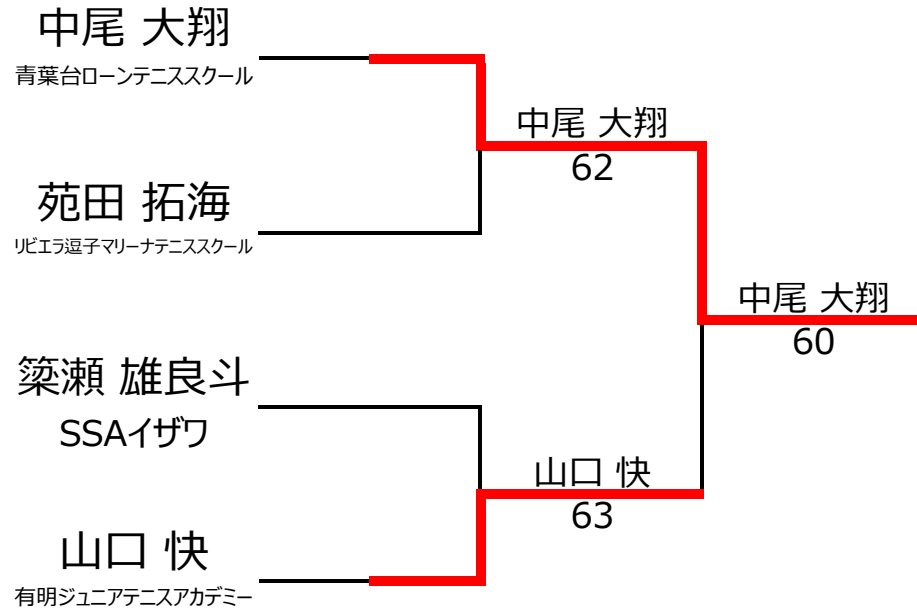 中尾 大翔
青葉台ローンテニススクール
苑田 拓海
リビエラ逗子マリーナテニススクール
簗瀬 雄良斗
SSAイザワ
山口 快
有明ジュニアテニスアカデミー
中尾 大翔
62
山口 快
63
中尾 大翔
60